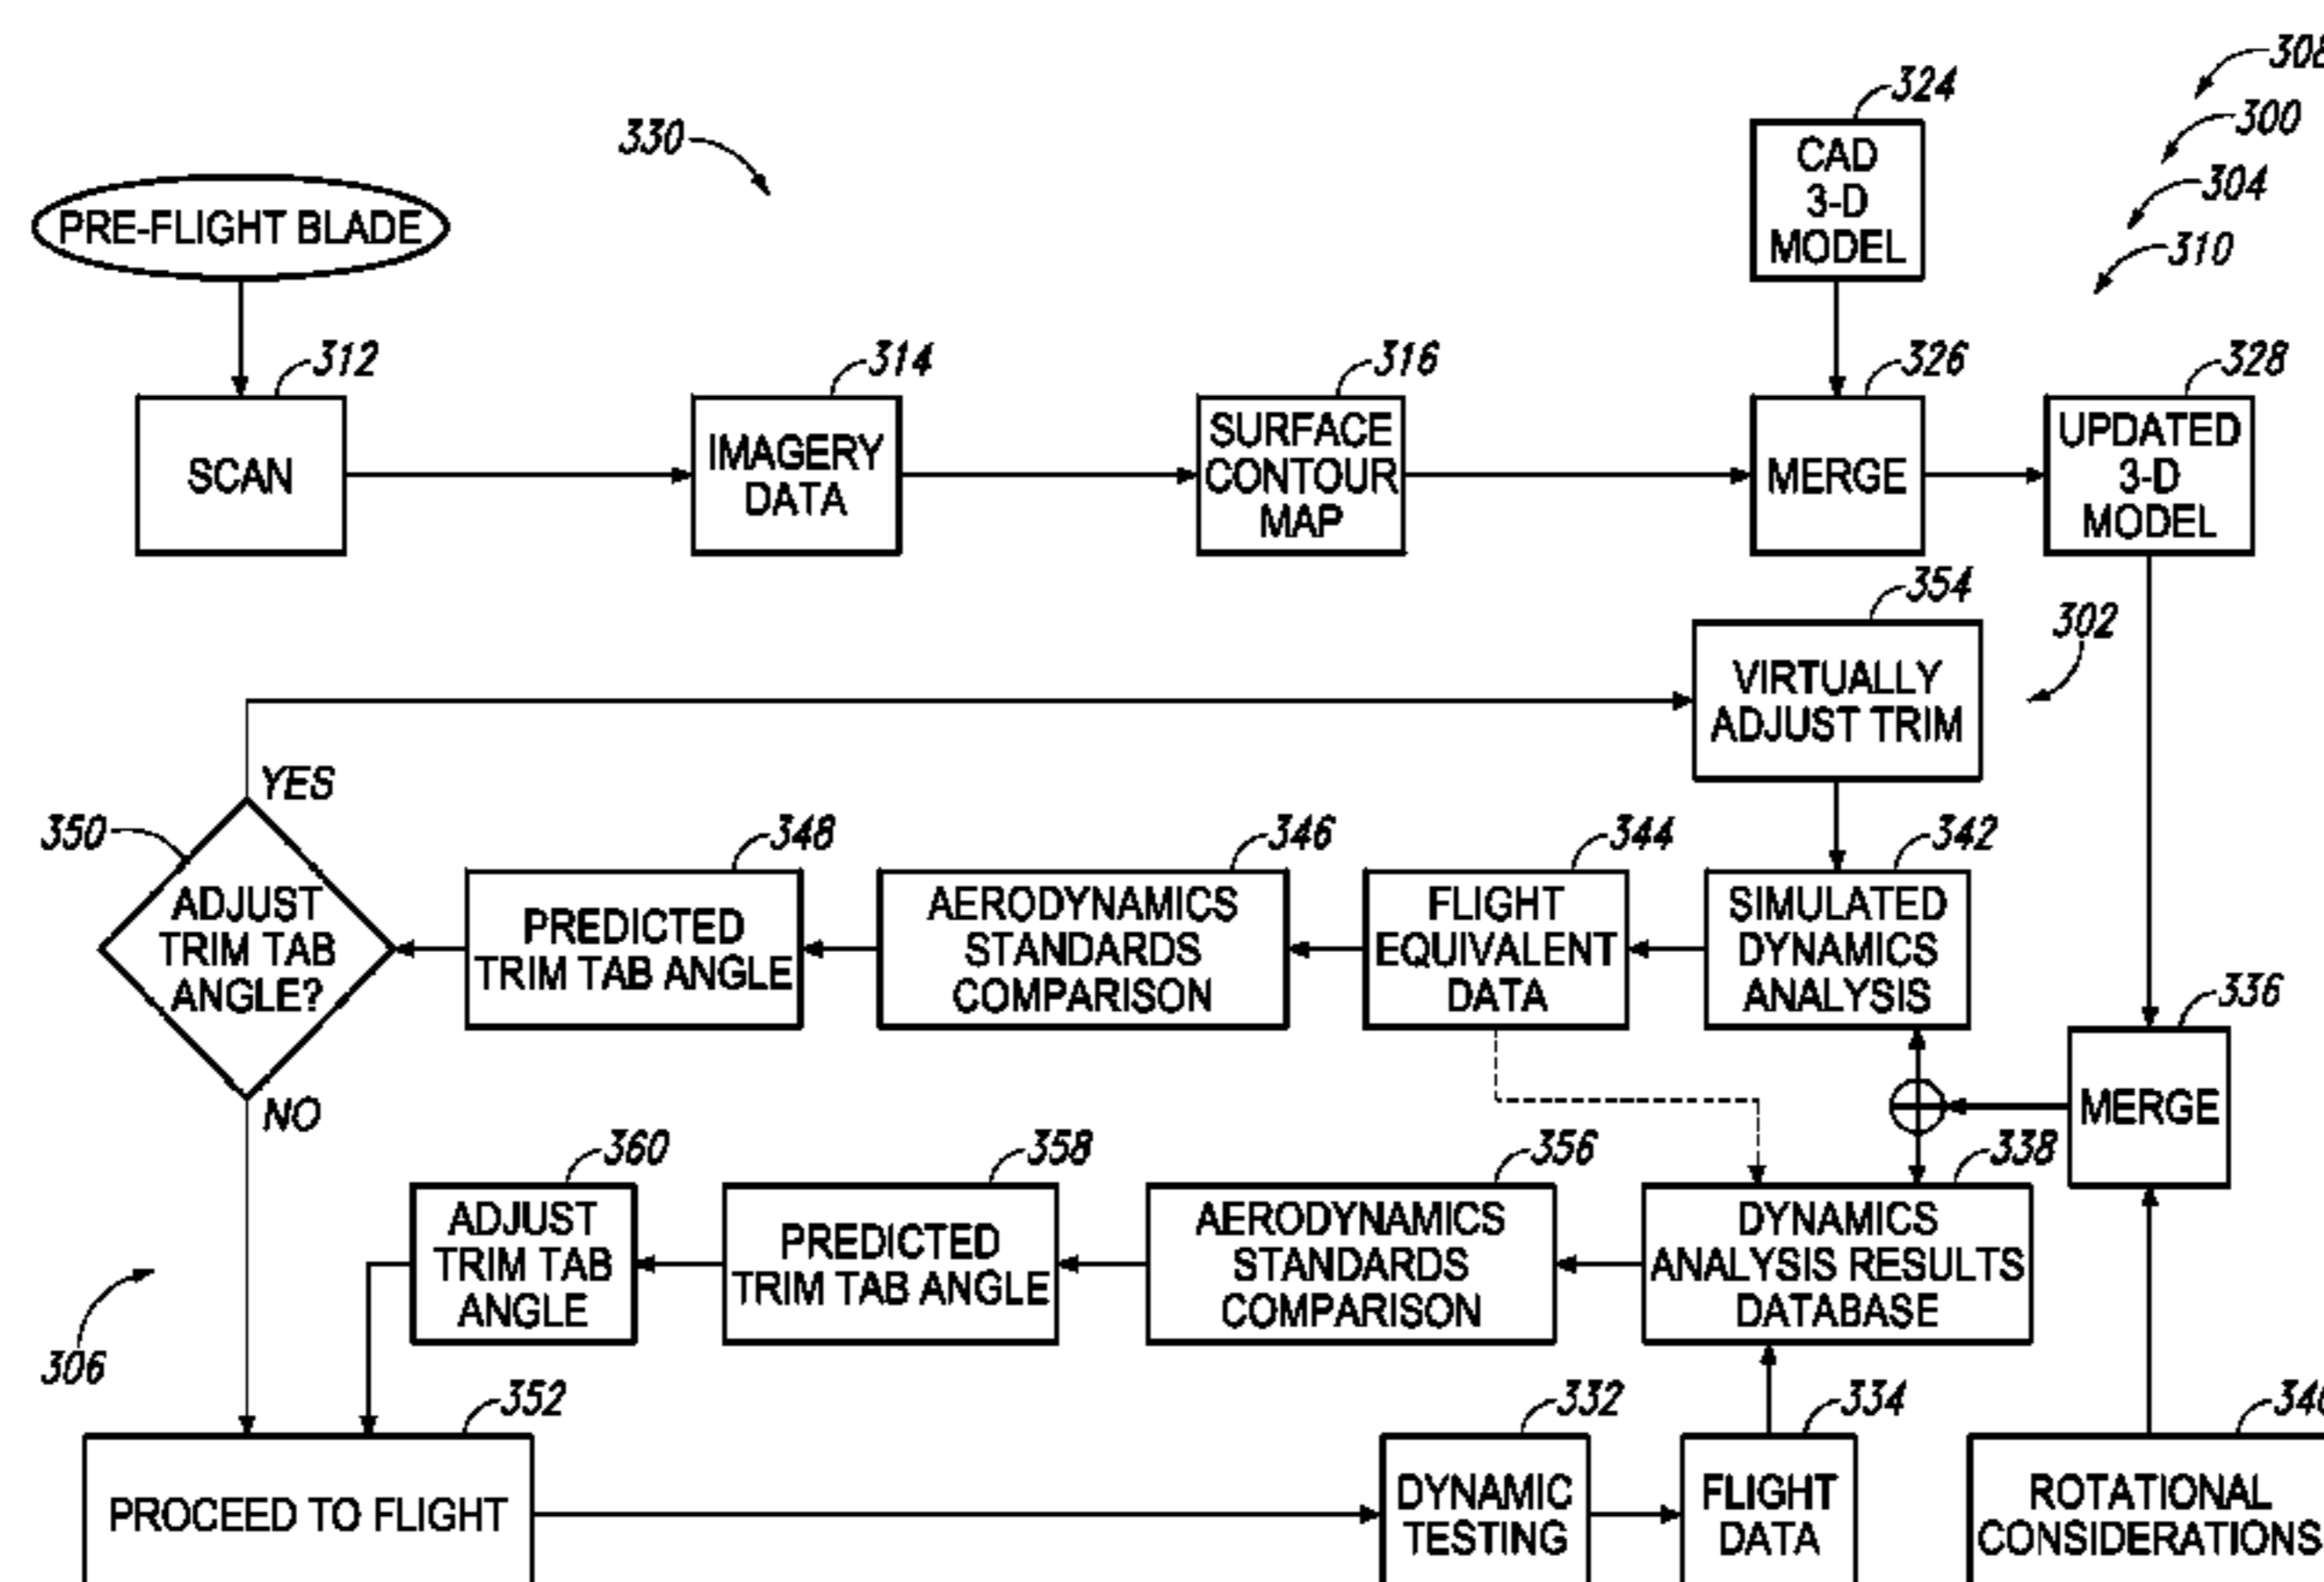 308
324
300
330
CAD
3-D
MODEL
304
PRE-FLIGHT BLADE
310
312
314
316
326
328
SCAN
IMAGERY
DATA
SURFACE
CONTOUR
MAP
MERGE
UPDATED
3-D
MODEL
354
302
VIRTUALLY
ADJUST TRIM
YES
350
348
346
344
342
ADJUST
TRIM TAB
ANGLE?
PREDICTED
TRIM TAB ANGLE
AERODYNAMICS
STANDARDS
COMPARISON
FLIGHT
EQUIVALENT
DATA
SIMULATED
DYNAMICS
ANALYSIS
336
NO
MERGE
360
358
356
338
ADJUST
TRIM TAB
ANGLE
PREDICTED
TRIM TAB ANGLE
AERODYNAMICS
STANDARDS
COMPARISON
DYNAMICS
ANALYSIS RESULTS
DATABASE
306
352
332
334
PROCEED TO FLIGHT
DYNAMIC
TESTING
FLIGHT
DATA
ROTATIONAL
CONSIDERATIONS